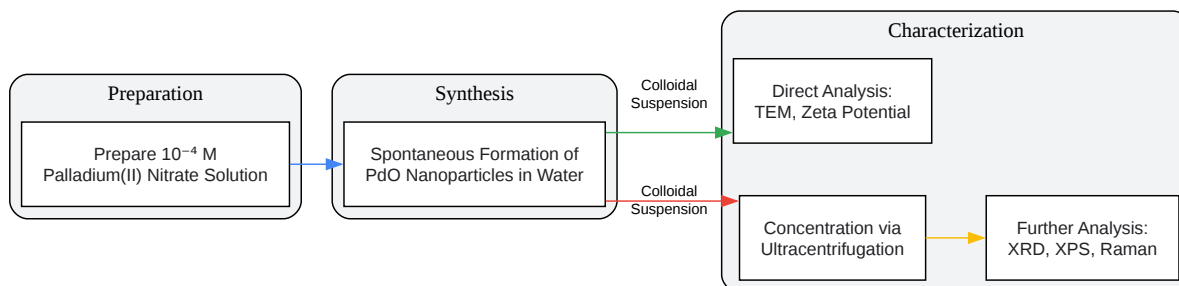 Preparation
Prepare 10⁻⁴ M
Palladium(II) Nitrate Solution
Synthesis
Spontaneous Formation of
PdO Nanoparticles in Water
Colloidal
Suspension
Colloidal
Suspension
Characterization
Direct Analysis:
TEM, Zeta Potential
Concentration via
Ultracentrifugation
Further Analysis:
XRD, XPS, Raman